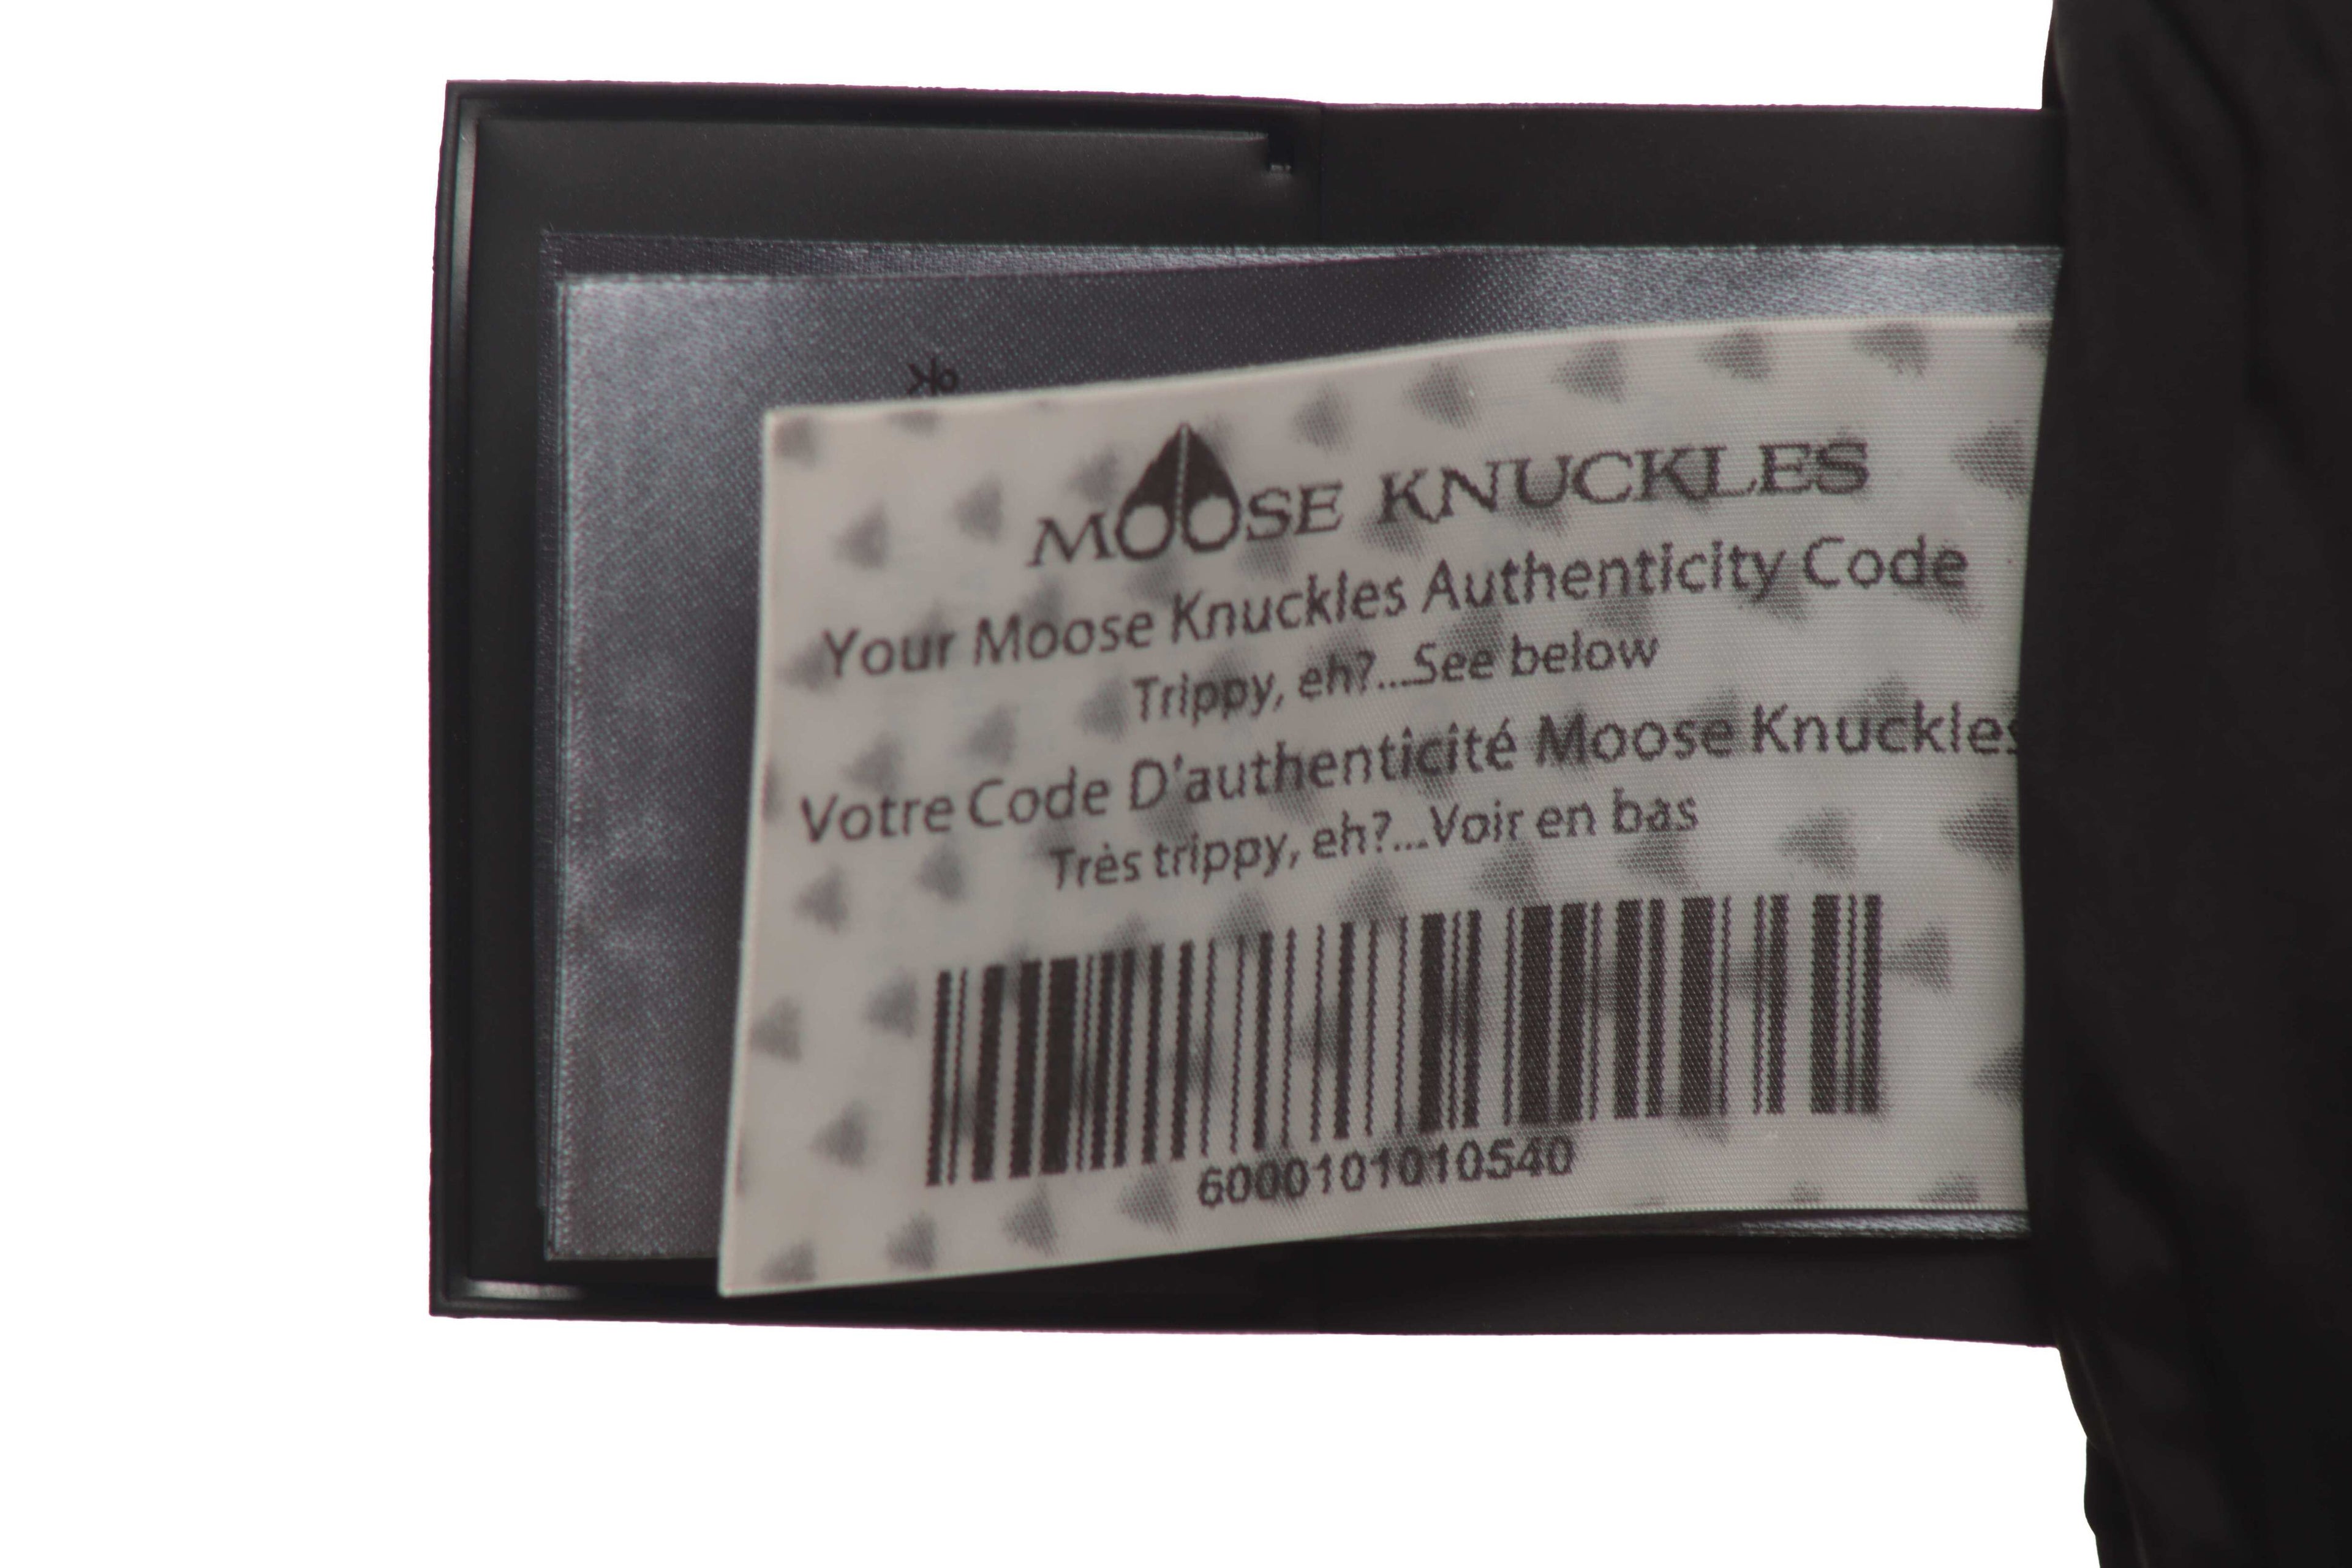 MOOSE KNUCKLES
Your Moose Knuckles Authenticity Code
Trippy, eh?...See below
Votre Code D'authenticité Moose Knuckles
Très trippy, eh?...Voir en bas
6000101010540